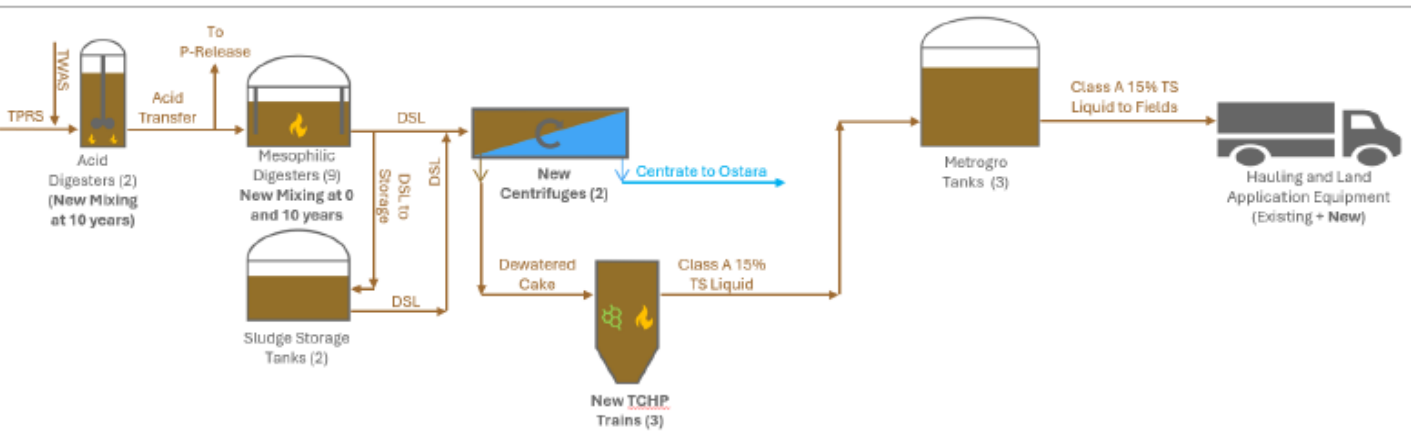 To
P-Release
TWAS
TPRS
Acid
Transfer
Acid
Digesters (2)
(New Mixing
at 10 years)
Mesophilic
Digesters (9)
New Mixing at 0
and 10 years
DSL
DSL to
Storage
DSL
Sludge Storage
Tanks (2)
DSL
New
Centrifuges (2)
Centrate to Ostara
Dewatered
Cake
New TCHP
Trains (3)
Class A 15%
TS Liquid
Metrogro
Tanks (3)
Class A 15% TS
Liquid to Fields
Hauling and Land
Application Equipment
(Existing + New)